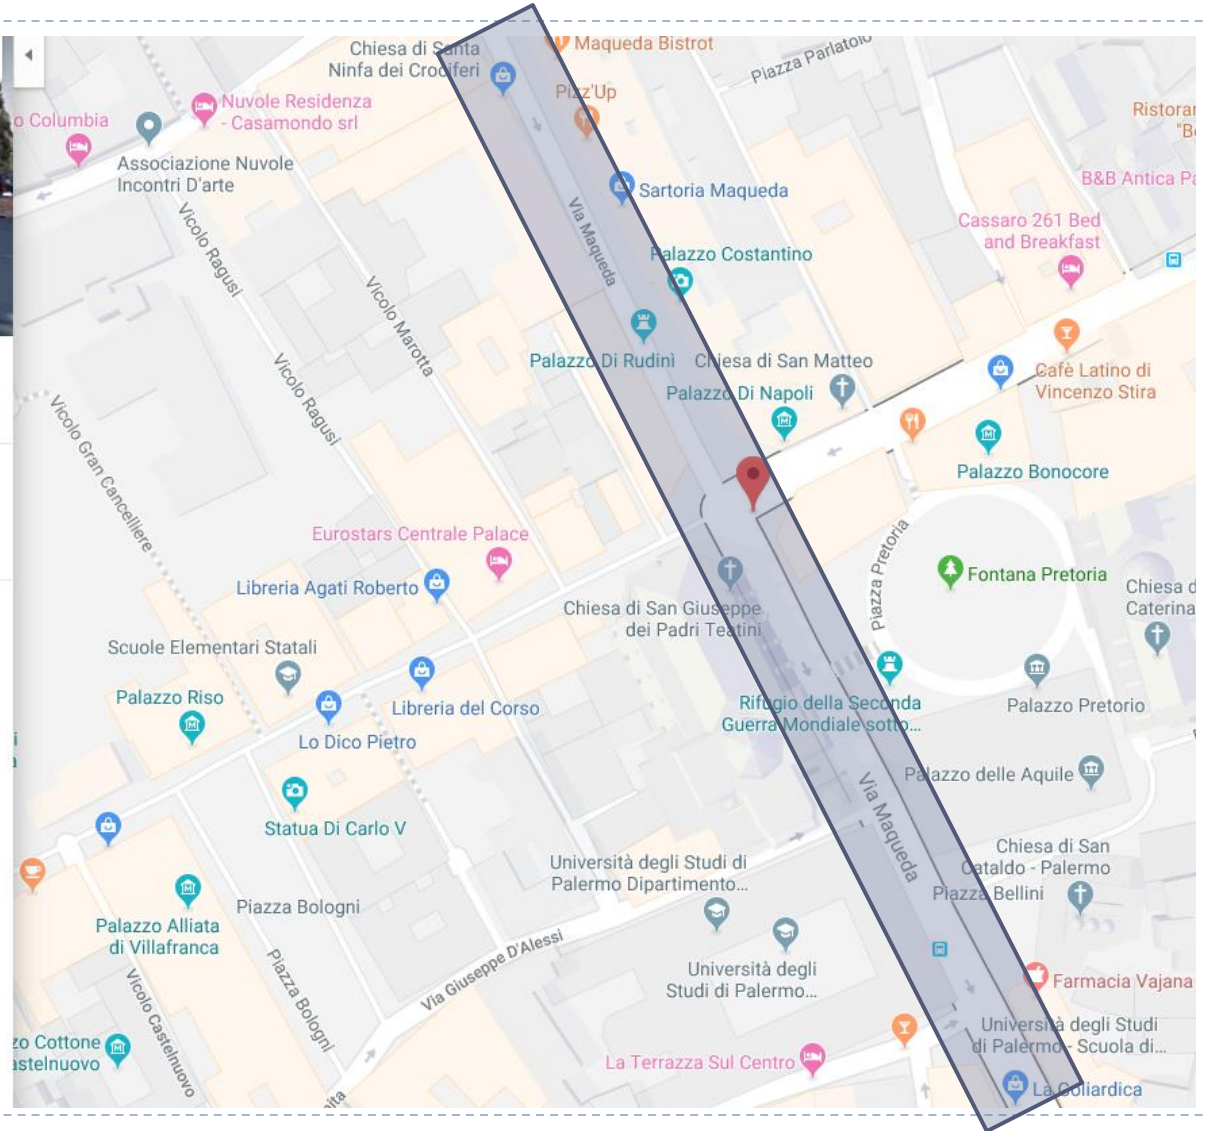 Chiesa di Santa
Ninfa dei Crociferi
Maqueda Bistrot
Piazza Parlatoio
Pizz'Up
Nuvole Residenza
- Casamondo srl
o Columbia
Associazione Nuvole
Incontri D'arte
Ristorar
"Be
B&B Antica Pa
Sartoria Maqueda
Vicolo Ragusi
Via Maqueda
Cassaro 261 Bed
and Breakfast
Palazzo Costantino
Vicolo Marotta
Palazzo Di Rudinì
Chiesa di San Matteo
Palazzo Di Napoli
Cafè Latino di
Vincenzo Stira
Vicolo Ragusi
Vicolo Gran Cancelliere
Palazzo Bonocore
Eurostars Centrale Palace
Piazza Pretoria
Fontana Pretoria
Libreria Agati Roberto
Chiesa di San Giuseppe
dei Padri Teatini
Chiesa d
Caterina
Scuole Elementari Statali
Palazzo Riso
Libreria del Corso
Rifugio della Seconda
Guerra Mondiale sotto...
Palazzo Pretorio
Lo Dico Pietro
Palazzo delle Aquile
Via Maqueda
Statua Di Carlo V
Università degli Studi di
Palermo Dipartimento...
Chiesa di San
Cataldo - Palermo
Piazza Bellini
Piazza Bologni
Palazzo Alliata
di Villafranca
Via Giuseppe D'Alessi
Università degli
Studi di Palermo...
Farmacia Vajana
Vicolo Castelnuovo
Piazza Bologni
Università degli Studi
di Palermo - Scuola di...
zo Cottone
astelnuovo
La Terrazza Sul Centro
La Goliardica